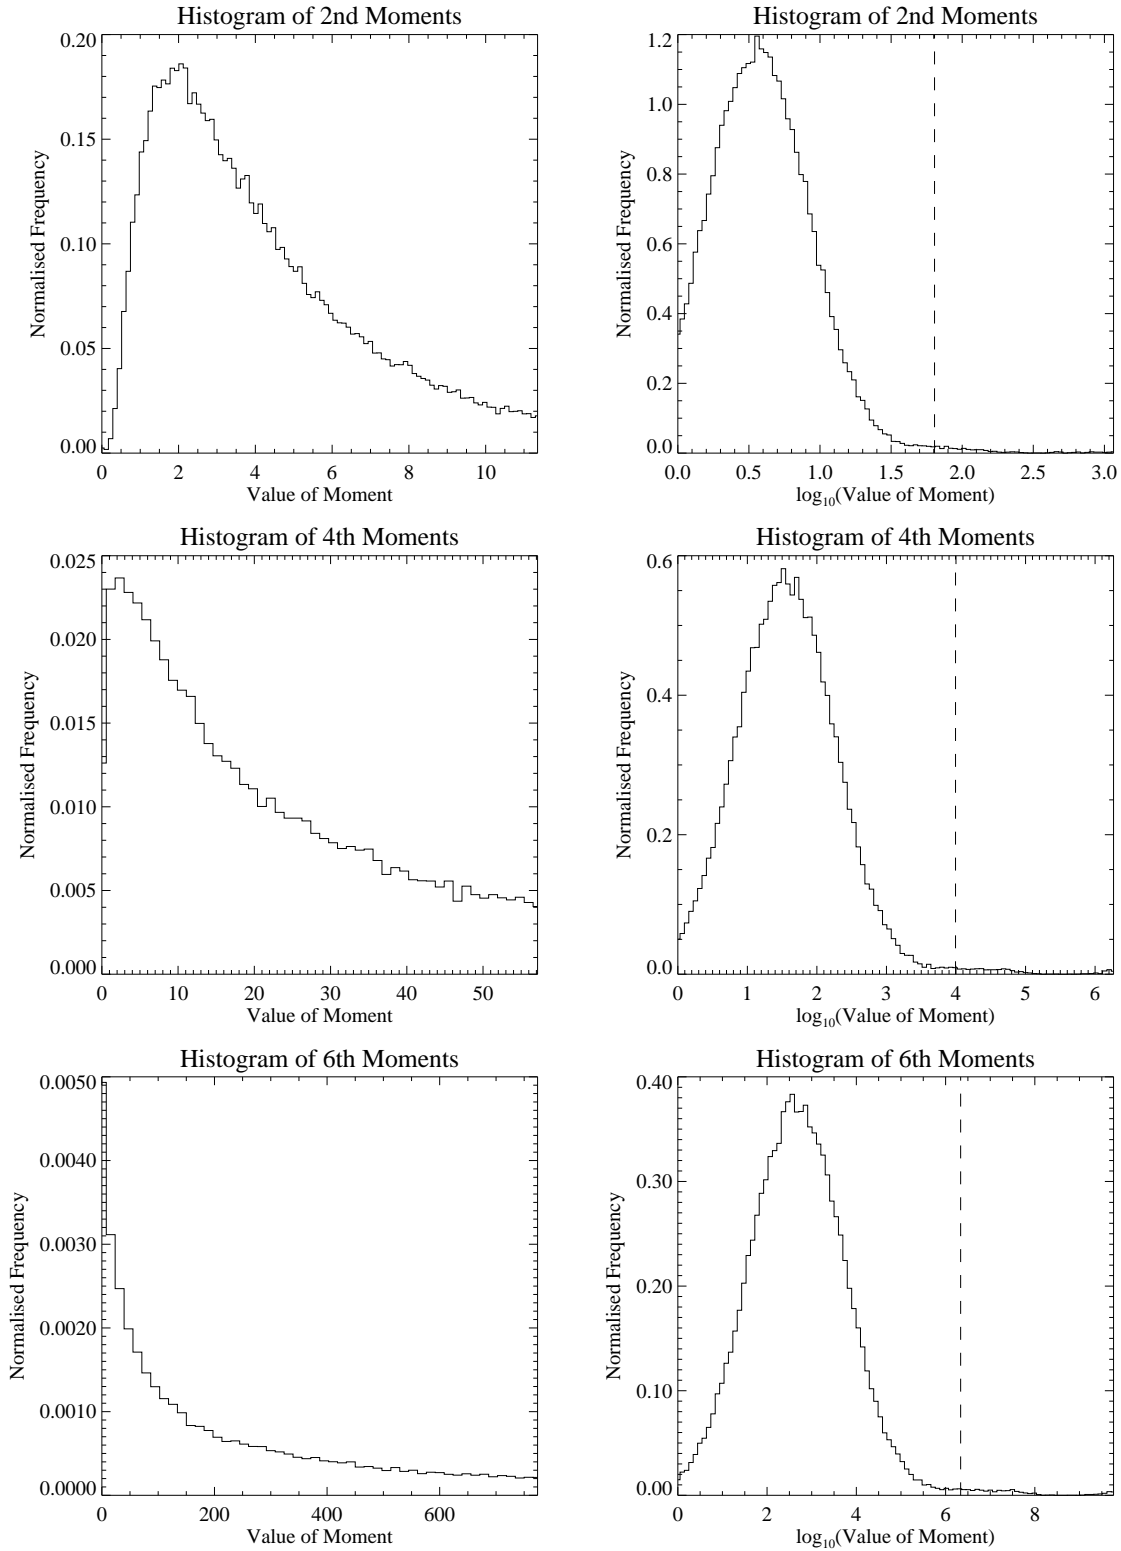 Histogram of 2nd Moments
0.20
0.15
0.10
0.05
0.00
Normalised Frequency
0 2 4 6 8 10
Value of Moment
Histogram of 2nd Moments
1.2
1.0
0.8
0.6
0.4
0.2
0.0
Normalised Frequency
0.0 0.5 1.0 1.5 2.0 2.5 3.0
log10(Value of Moment)
Histogram of 4th Moments
0.025
0.020
0.015
0.010
0.005
0.000
Normalised Frequency
0 10 20 30 40 50
Value of Moment
Histogram of 4th Moments
0.6
0.4
0.2
0.0
Normalised Frequency
0 1 2 3 4 5 6
log10(Value of Moment)
Histogram of 6th Moments
0.0050
0.0040
0.0030
0.0020
0.0010
0.0000
Normalised Frequency
0 200 400 600
Value of Moment
Histogram of 6th Moments
0.40
0.30
0.20
0.10
0.00
Normalised Frequency
0 2 4 6 8
log10(Value of Moment)